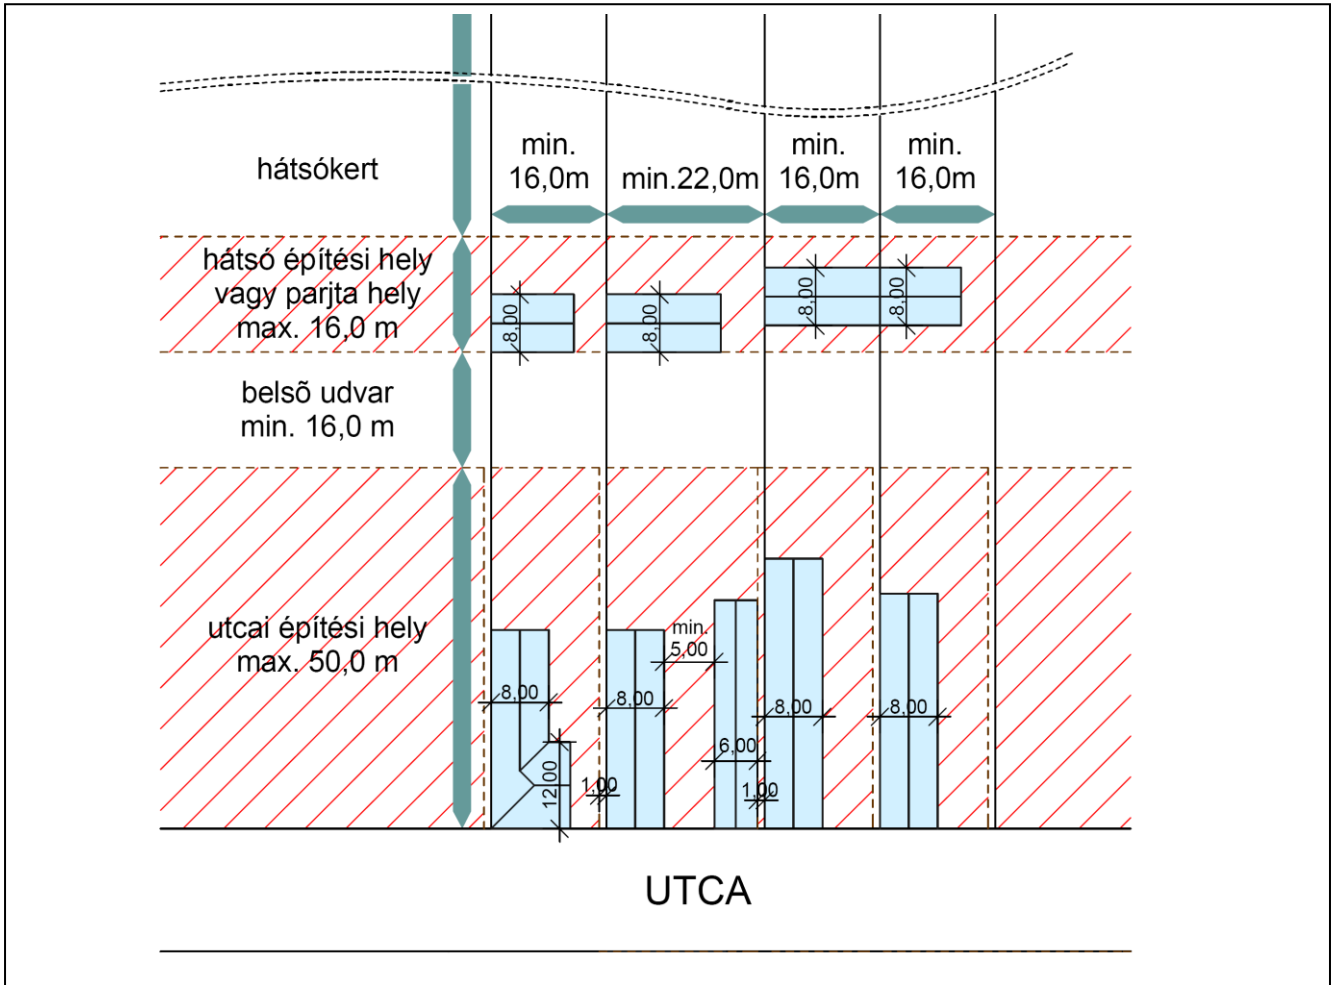 min.
16,0m
min.22,0m
min.
16,0m
min.
16,0m
hátsókert
hátsó építési hely
vagy parjta hely
max. 16,0 m
8,00
8,00
8,00
8,00
belsõ udvar
min. 16,0 m
utcai építési hely
max. 50,0 m
min.
5,00
8,00
8,00
8,00
8,00
6,00
12,00
1,00
1,00
UTCA